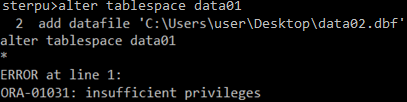 sterpu>alter tablespace data01
  2  add datafile 'C:\Users\user\Desktop\data02.dbf'
alter tablespace data01
*
ERROR at line 1:
ORA-01031: insufficient privileges